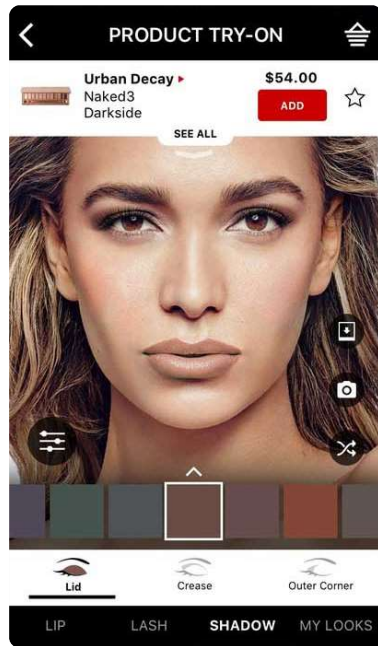 PRODUCT TRY-ON
Urban Decay
$54.00
Naked3
Darkside
ADD
SEE ALL
Lid
Crease
Outer Corner
LIP
LASH
SHADOW
MY LOOKS